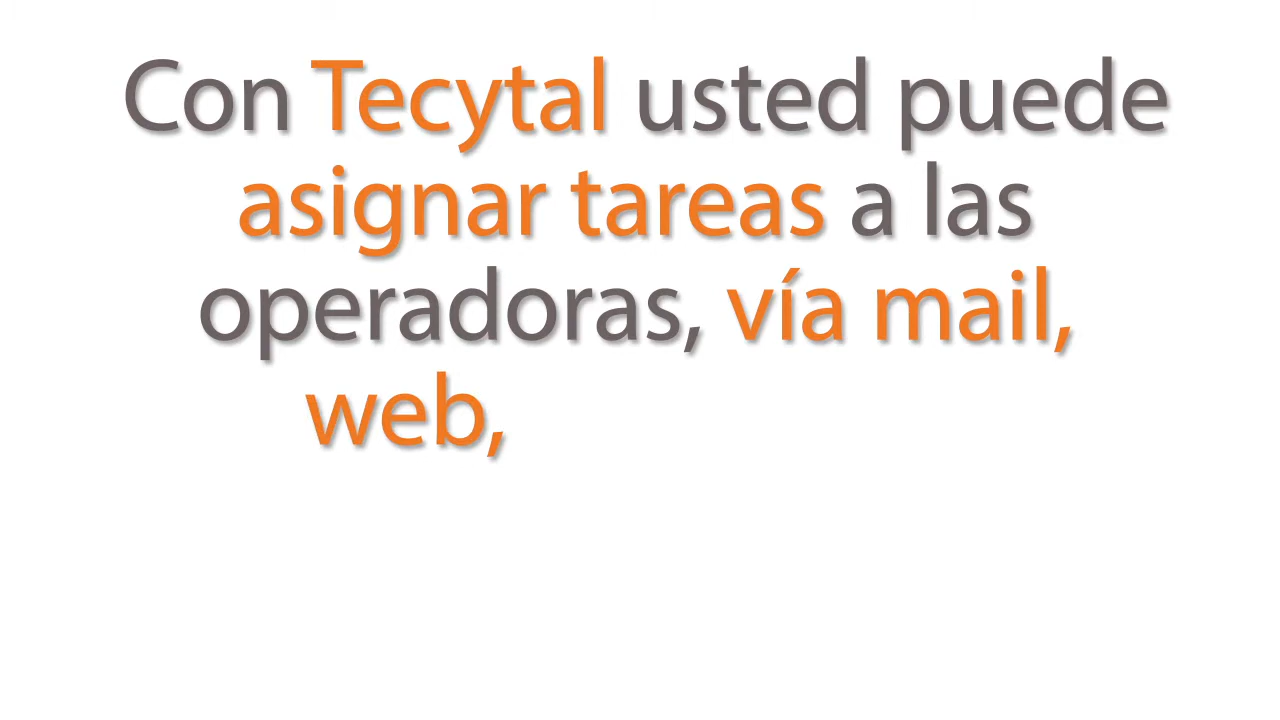 Con Tecytal usted puede
asignar tareas a las
operadoras, vía mail,
web,